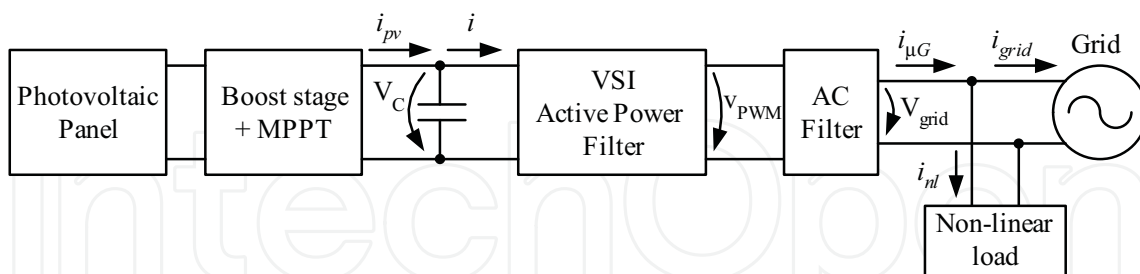 Photovoltaic
Panel
Boost stage
+ MPPT
i_pv
i
V_C
VSI
Active Power
Filter
v_PWM
AC
Filter
i_μG
i_grid
Grid
V_grid
i_nl
Non-linear
load
IntechOpen